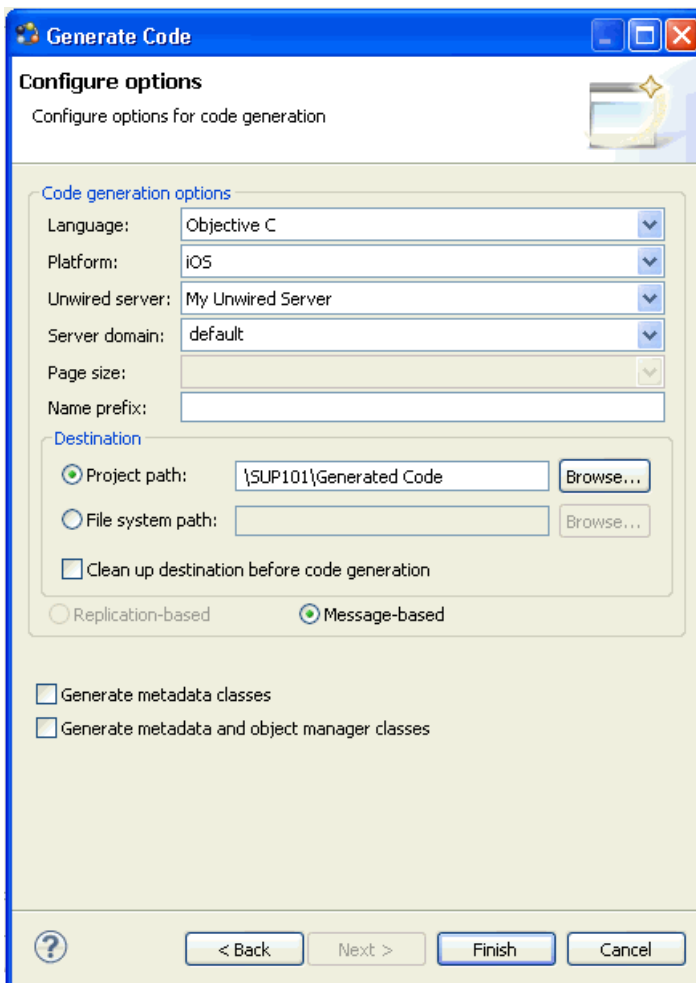 Generate Code
Configure options
Configure options for code generation
Code generation options
Language: Objective C
Platform: iOS
Unwired server: My Unwired Server
Server domain: default
Page size:
Name prefix:
Destination
Project path: \SUP101\Generated Code Browse...
File system path: Browse...
Clean up destination before code generation
Replication-based Message-based
Generate metadata classes
Generate metadata and object manager classes
? < Back Next > Finish Cancel